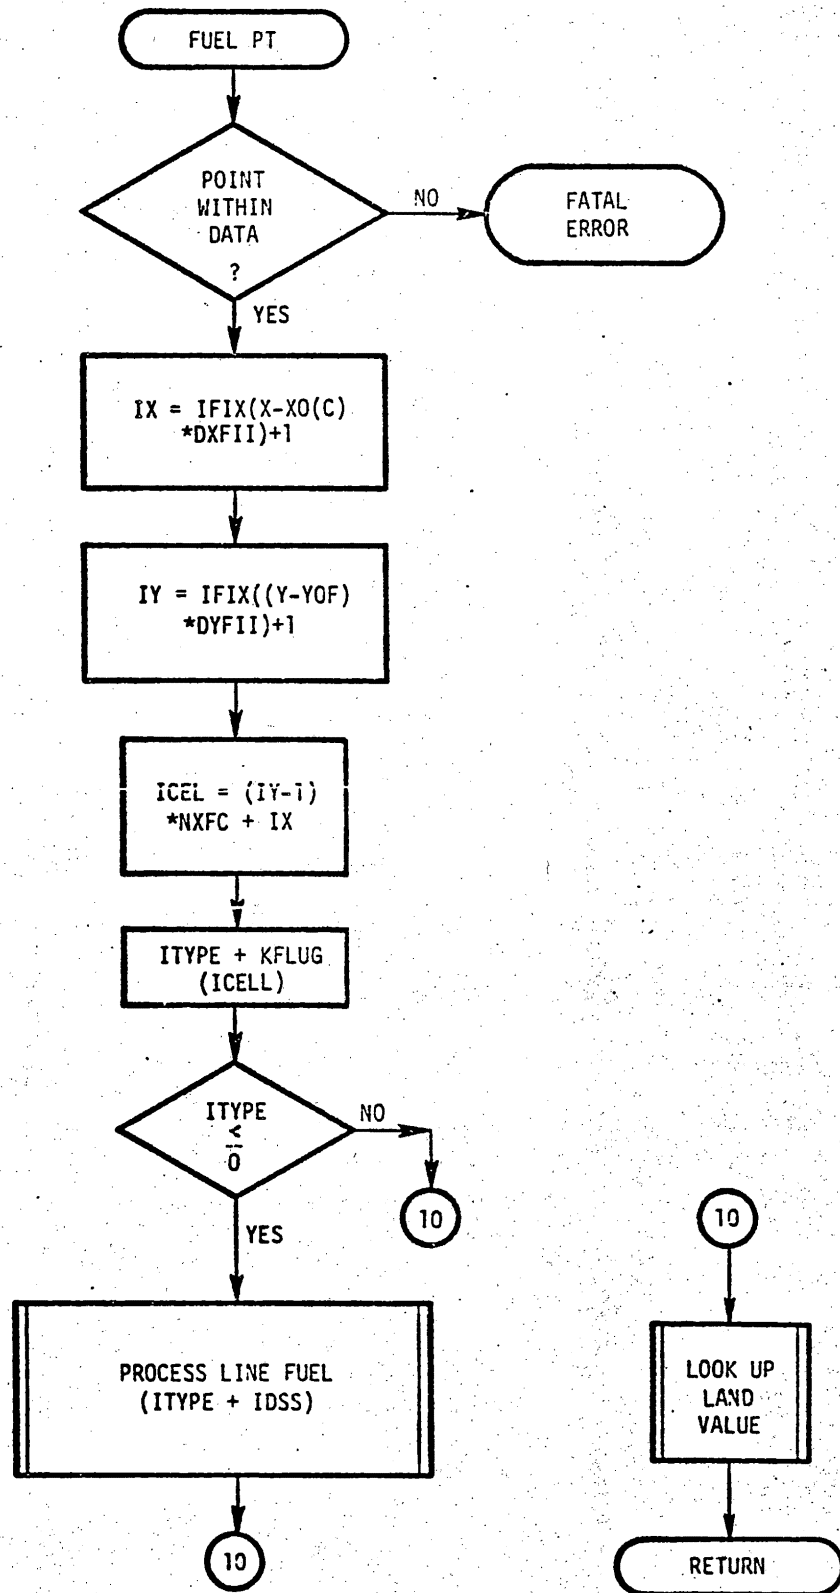 FUEL PT
POINT
WITHIN
DATA
?
NO
FATAL
ERROR
YES
IX = IFIX(X-XO(C)
*DXFII)+1
IY = IFIX((Y-YOF)
*DYFII)+1
ICEL = (IY-1)
*NXFC + IX
ITYPE + KFLUG
(ICELL)
ITYPE
≤
0
NO
10
YES
PROCESS LINE FUEL
(ITYPE + IDSS)
10
10
LOOK UP
LAND
VALUE
RETURN